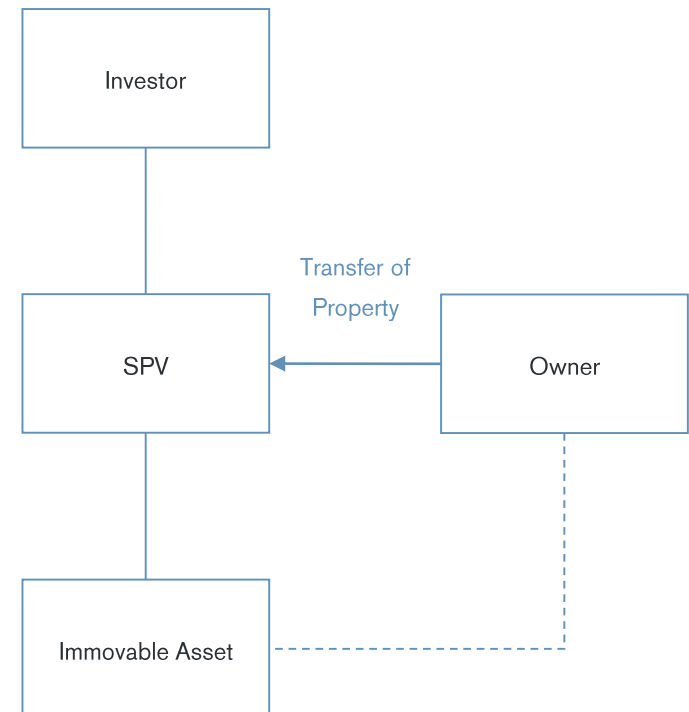 Investor
Transfer of
Property
SPV
Owner
Immovable Asset